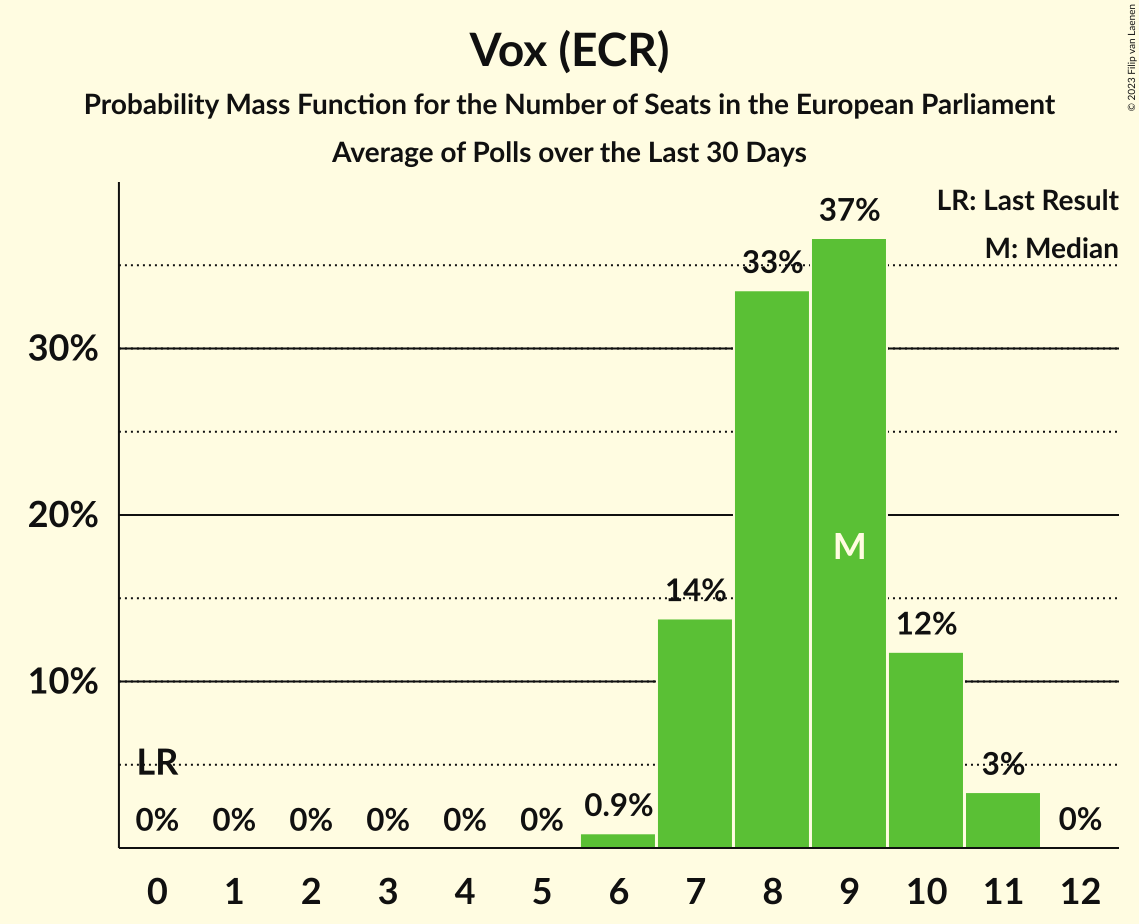 Vox (ECR)
Probability Mass Function for the Number of Seats in the European Parliament
Average of Polls over the Last 30 Days
© 2023 Filip van Laenen
LR: Last Result
M: Median
37%
33%
30%
20%
M
14%
12%
10%
LR
3%
0% 0% 0% 0% 0% 0% 0.9% 0%
0 1 2 3 4 5 6 7 8 9 10 11 12